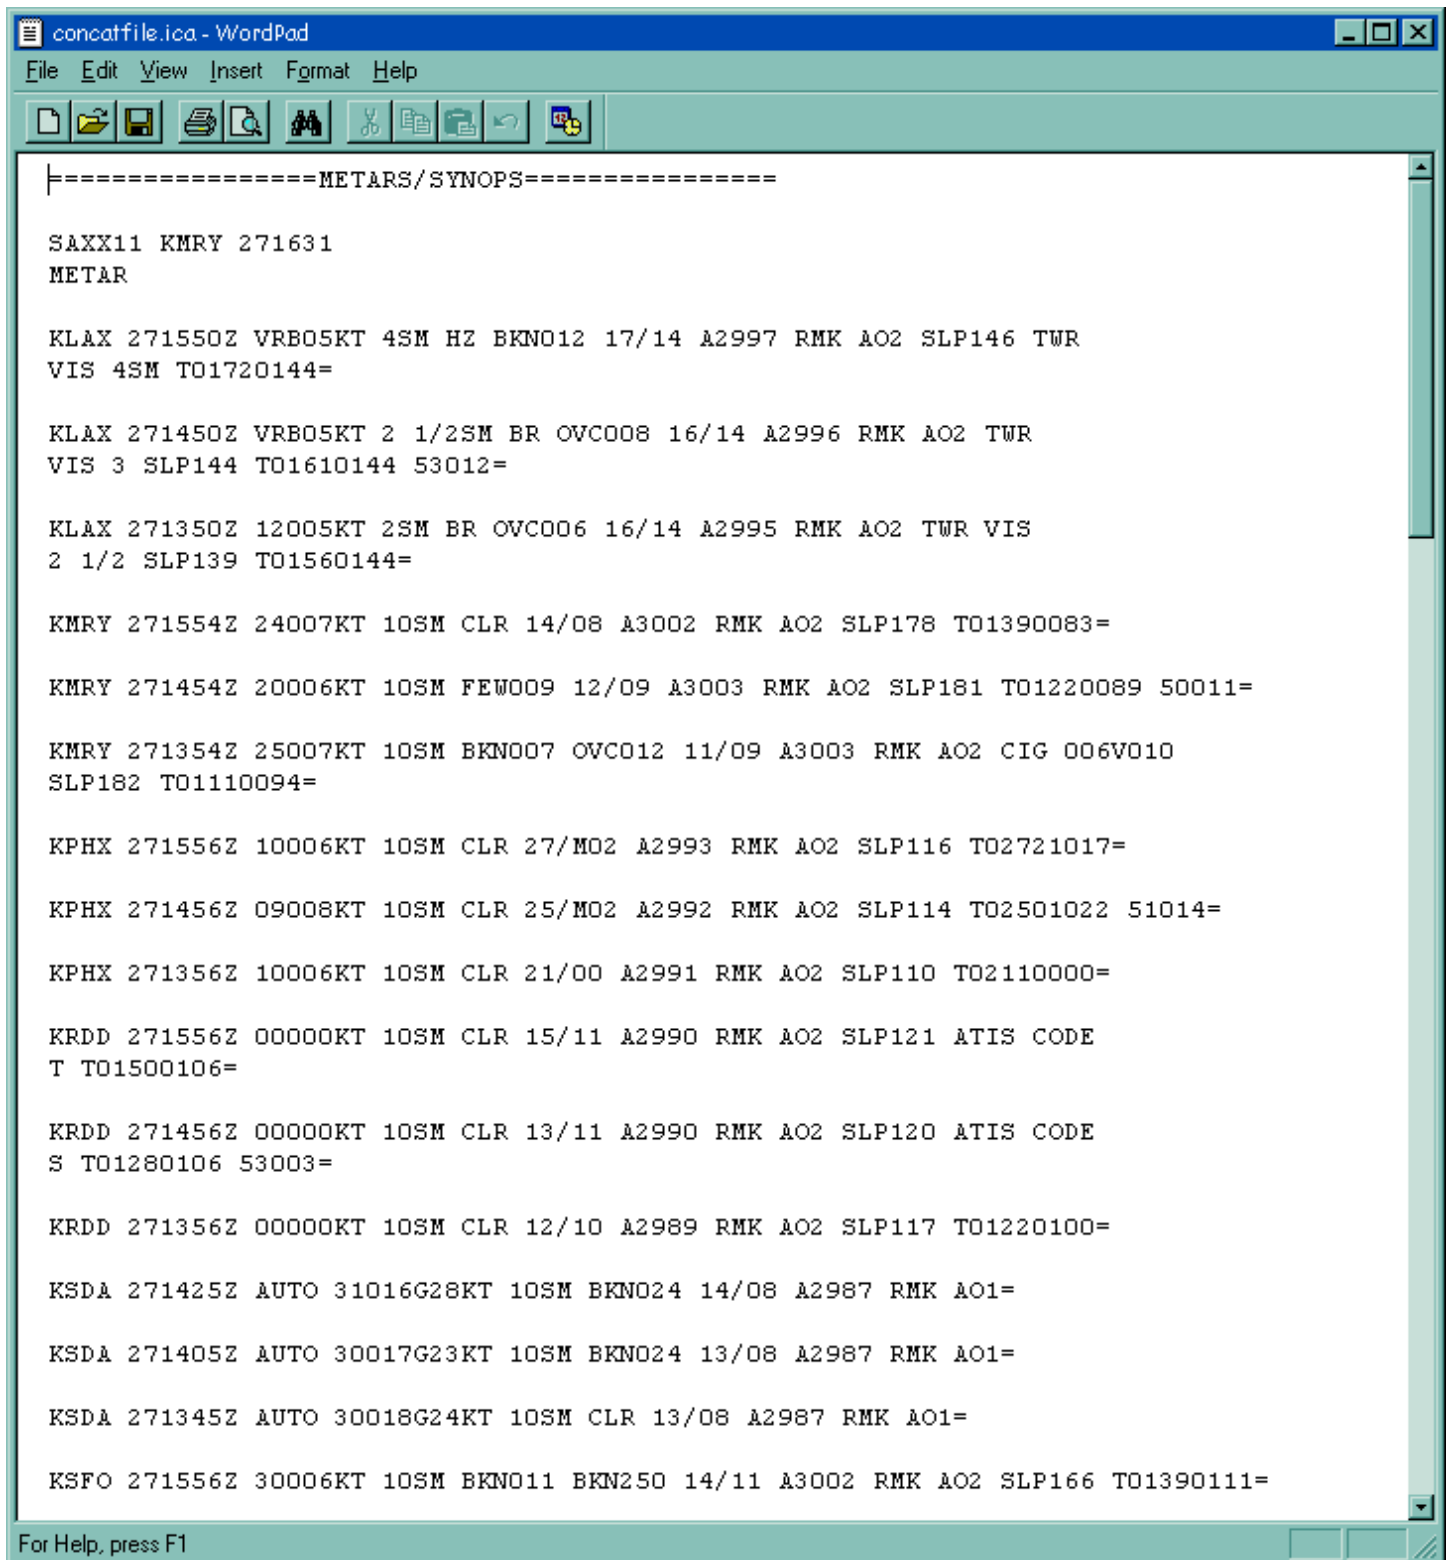 concatfile.ica - WordPad
File Edit View Insert Format Help
=================METARS/SYNOPS================
SAXX11 KMRY 271631
METAR
KLAX 271550Z VRB05KT 4SM HZ BKN012 17/14 A2997 RMK AO2 SLP146 TWR
VIS 4SM T01720144=
KLAX 271450Z VRB05KT 2 1/2SM BR OVC008 16/14 A2996 RMK AO2 TWR
VIS 3 SLP144 T01610144 53012=
KLAX 271350Z 12005KT 2SM BR OVC006 16/14 A2995 RMK AO2 TWR VIS
2 1/2 SLP139 T01560144=
KMRY 271554Z 24007KT 10SM CLR 14/08 A3002 RMK AO2 SLP178 T01390083=
KMRY 271454Z 20006KT 10SM FEW009 12/09 A3003 RMK AO2 SLP181 T01220089 50011=
KMRY 271354Z 25007KT 10SM BKN007 OVC012 11/09 A3003 RMK AO2 CIG 006V010
SLP182 T01110094=
KPHX 271556Z 10006KT 10SM CLR 27/M02 A2993 RMK AO2 SLP116 T02721017=
KPHX 271456Z 09008KT 10SM CLR 25/M02 A2992 RMK AO2 SLP114 T02501022 51014=
KPHX 271356Z 10006KT 10SM CLR 21/00 A2991 RMK AO2 SLP110 T02110000=
KRDD 271556Z 00000KT 10SM CLR 15/11 A2990 RMK AO2 SLP121 ATIS CODE
T T01500106=
KRDD 271456Z 00000KT 10SM CLR 13/11 A2990 RMK AO2 SLP120 ATIS CODE
S T01280106 53003=
KRDD 271356Z 00000KT 10SM CLR 12/10 A2989 RMK AO2 SLP117 T01220100=
KSDA 271425Z AUTO 31016G28KT 10SM BKN024 14/08 A2987 RMK AO1=
KSDA 271405Z AUTO 30017G23KT 10SM BKN024 13/08 A2987 RMK AO1=
KSDA 271345Z AUTO 30018G24KT 10SM CLR 13/08 A2987 RMK AO1=
KSFO 271556Z 30006KT 10SM BKN011 BKN250 14/11 A3002 RMK AO2 SLP166 T01390111=
For Help, press F1